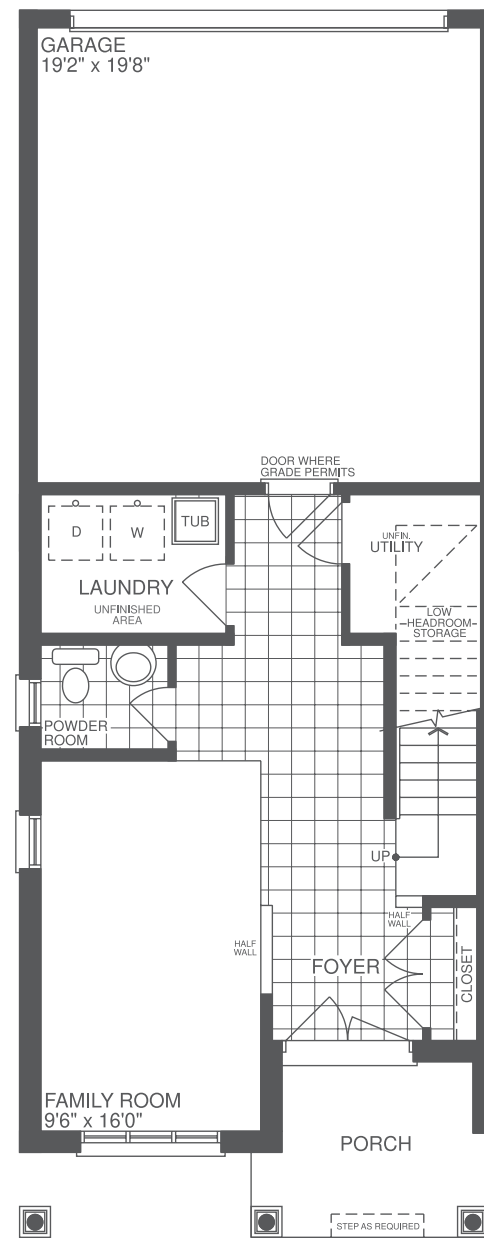 GARAGE
19'2" x 19'8"
DOOR WHERE
GRADE PERMITS
D
W
TUB
LAUNDRY
UNFINISHED
AREA
UNFIN.
UTILITY
LOW
HEADROOM
STORAGE
POWDER
ROOM
UP
HALF
WALL
HALF
WALL
FOYER
CLOSET
FAMILY ROOM
9'6" x 16'0"
PORCH
STEP AS REQUIRED